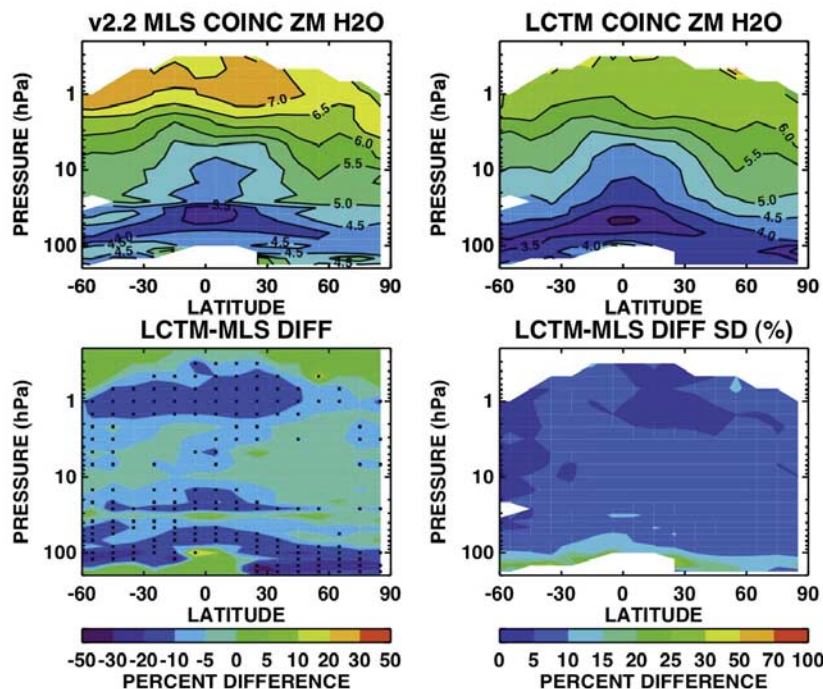 v2.2 MLS COINC ZM H2O
LCTM COINC ZM H2O
PRESSURE (hPa)
1
10
100
7.0
6.5
6.0
5.5
5.0
4.5
3.5
4.5
4.5
4.5
-60 -30 0 30 60 90
LATITUDE
PRESSURE (hPa)
1
10
100
6.0
5.5
5.0
4.5
4.0
3.5
4.0
-60 -30 0 30 60 90
LATITUDE
LCTM-MLS DIFF
LCTM-MLS DIFF SD (%)
PRESSURE (hPa)
1
10
100
-60 -30 0 30 60 90
LATITUDE
PRESSURE (hPa)
1
10
100
-60 -30 0 30 60 90
LATITUDE
-50 -30 -20 -10 -5 0 5 10 20 30 50
PERCENT DIFFERENCE
0 5 10 15 20 25 30 50 70 100
PERCENT DIFFERENCE